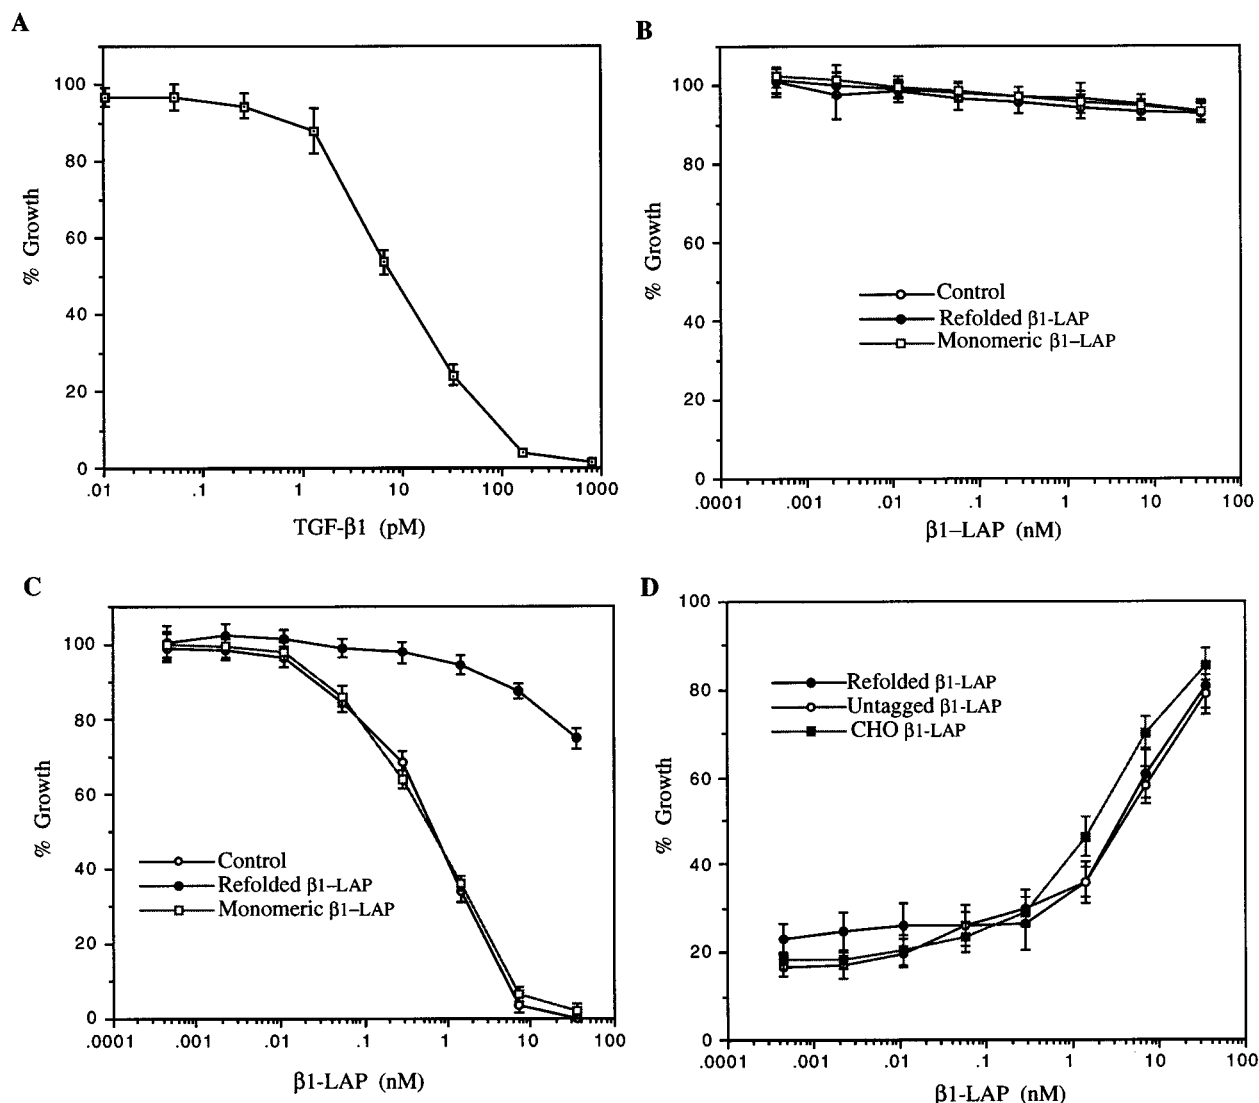 A
% Growth
100
80
60
40
20
0
.01 .1 1 10 100 1000
TGF-β1 (pM)
B
% Growth
100
80
60
40
20
0
Control
Refolded β1-LAP
Monomeric β1–LAP
.0001 .001 .01 .1 1 10 100
β1–LAP (nM)
C
% Growth
100
80
60
40
20
0
Control
Refolded β1–LAP
Monomeric β1–LAP
.0001 .001 .01 .1 1 10 100
β1-LAP (nM)
D
% Growth
100
80
60
40
20
0
Refolded β1-LAP
Untagged β1-LAP
CHO β1-LAP
.0001 .001 .01 .1 1 10 100
β1-LAP (nM)